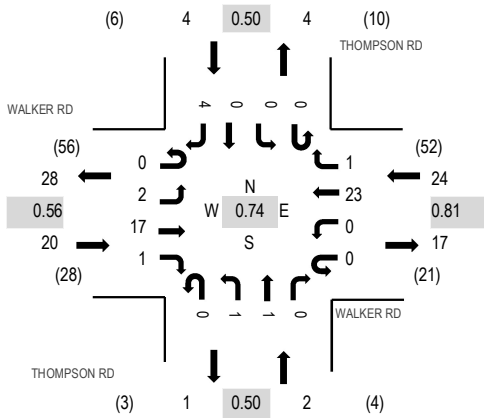 (6) 4 0.50 4 (10)
THOMPSON RD
4 0 0 0
WALKER RD
(56) (52)
0 1
28 24
2 N 23
0.56 W 0.74 E 0.81
17 S 0
20 17
1 0
(28) (21)
0 1 1 0
WALKER RD
THOMPSON RD
(3) 1 0.50 2 (4)